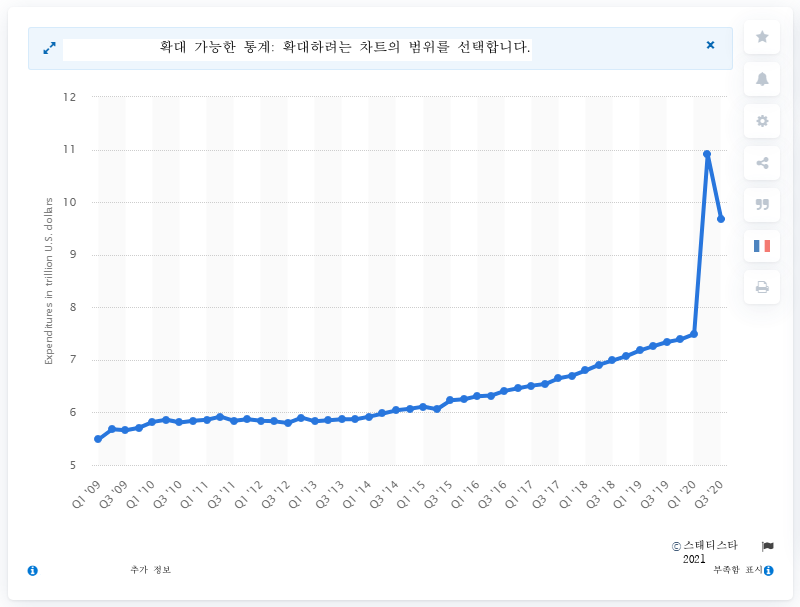 확대 가능한 통계: 확대하려는 차트의 범위를 선택합니다.
12
11
10
9
8
7
6
5
Expenditures in trillion U.S. dollars
Q1 '09
Q3 '09
Q1 '10
Q3 '10
Q1 '11
Q3 '11
Q1 '12
Q3 '12
Q1 '13
Q3 '13
Q1 '14
Q3 '14
Q1 '15
Q3 '15
Q1 '16
Q3 '16
Q1 '17
Q3 '17
Q1 '18
Q3 '18
Q1 '19
Q3 '19
Q1 '20
Q3 '20
© 스태티스타
2021
추가 정보
부족함 표시